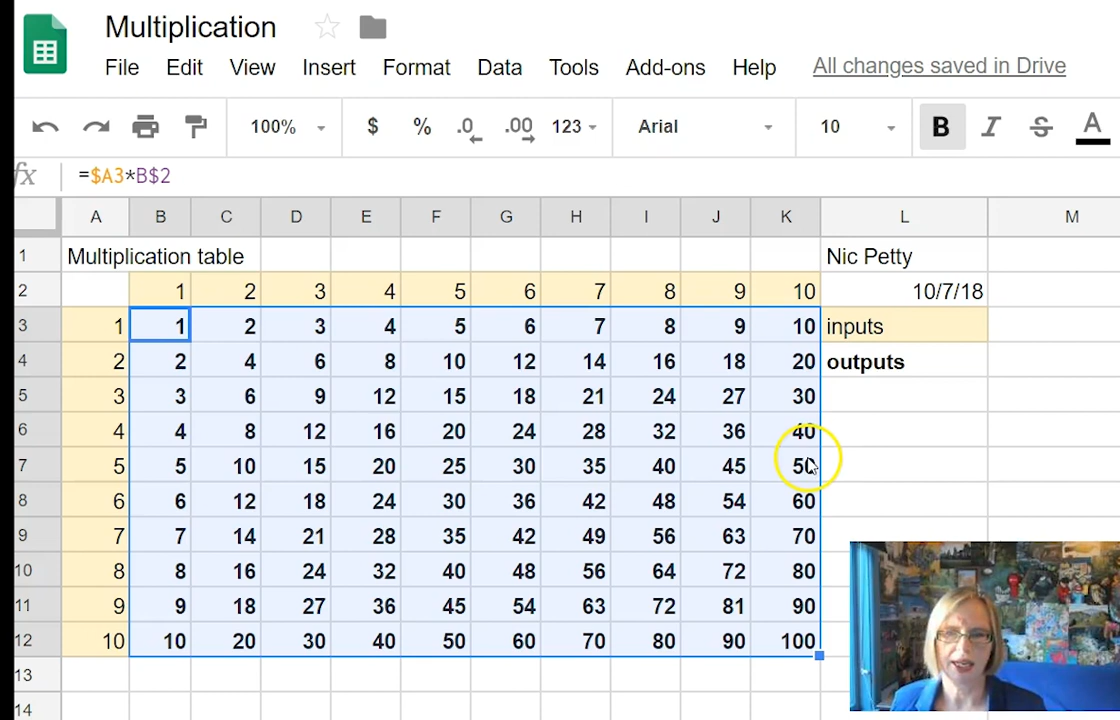 Multiplication
File Edit View Insert Format Data Tools Add-ons Help All changes saved in Drive
100% $ % .0 .00 123 Arial 10 B I S A
fx =$A3*B$2
A B C D E F G H I J K L M
1 Multiplication table Nic Petty
2 1 2 3 4 5 6 7 8 9 10 10/7/18
3 1 1 2 3 4 5 6 7 8 9 10 inputs
4 2 2 4 6 8 10 12 14 16 18 20 outputs
5 3 3 6 9 12 15 18 21 24 27 30
6 4 4 8 12 16 20 24 28 32 36 40
7 5 5 10 15 20 25 30 35 40 45 50
8 6 6 12 18 24 30 36 42 48 54 60
9 7 7 14 21 28 35 42 49 56 63 70
10 8 8 16 24 32 40 48 56 64 72 80
11 9 9 18 27 36 45 54 63 72 81 90
12 10 10 20 30 40 50 60 70 80 90 100
13
14